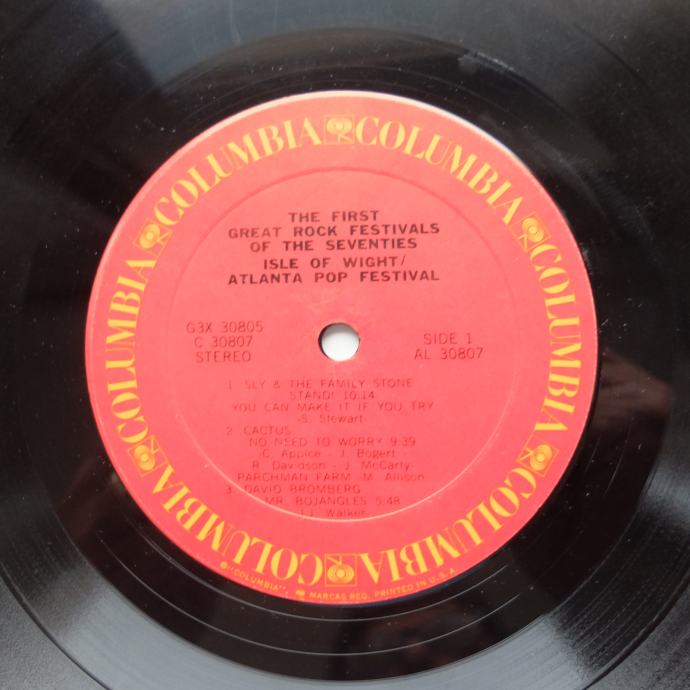 COLUMBIA COLUMBIA COLUMBIA COLUMBIA COLUMBIA COLUMBIA
THE FIRST
GREAT ROCK FESTIVALS
OF THE SEVENTIES
ISLE OF WIGHT/
ATLANTA POP FESTIVAL
G3X 30805
C 30807
STEREO
SIDE 1
AL 30807
1. SLY & THE FAMILY STONE
STAND! 10:14
YOU CAN MAKE IT IF YOU TRY
-S. Stewart-
2. CACTUS
NO NEED TO WORRY 9:39
-C. Appice - J. Bogert -
R. Davidson - J. McCarty-
PARCHMAN FARM -M. Allison-
3. DAVID BROMBERG
MR. BOJANGLES 5:48
-J.J. Walker-
®"COLUMBIA", MARCAS REG. PRINTED IN U.S.A.